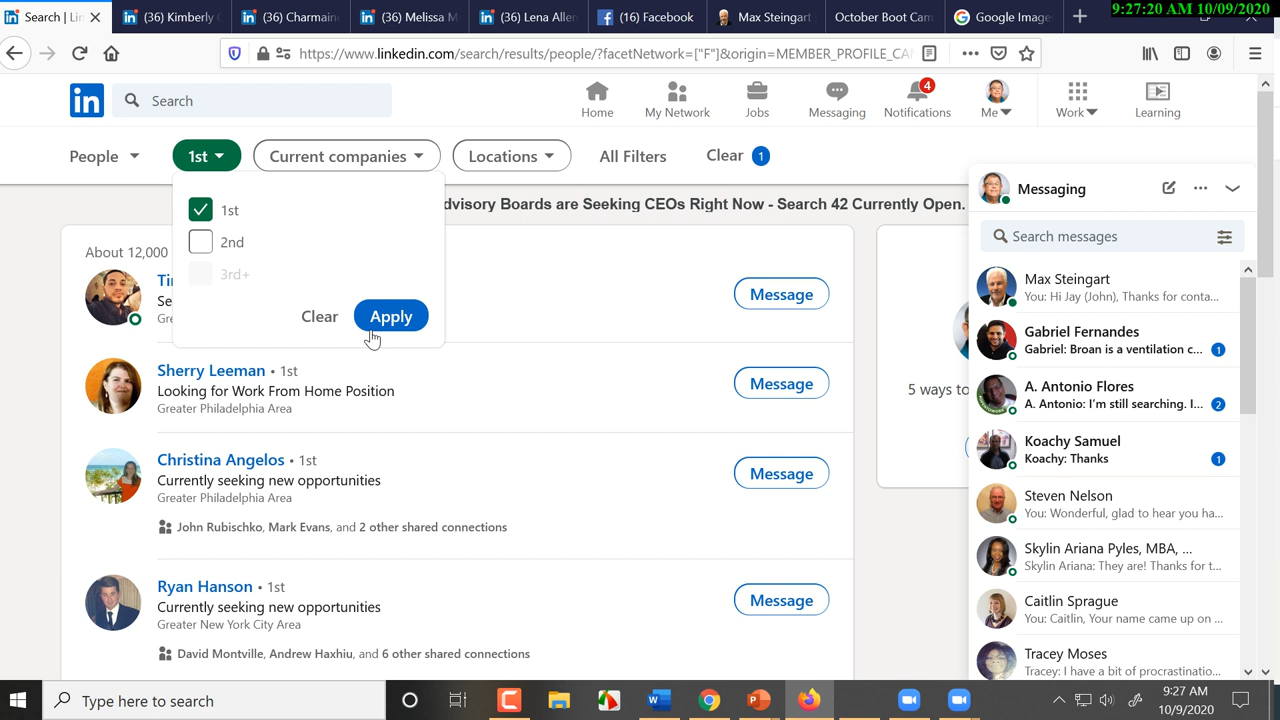 Search | Lin
(36) Kimberly
(36) Charmain
(36) Melissa M
(36) Lena Aller
(16) Facebook
Max Steingart
October Boot Cam
Google Image
9:27:20 AM 10/09/2020
https://www.linkedin.com/search/results/people/?facetNetwork=["F"]&origin=MEMBER_PROFILE_CA
in
Search
Home
My Network
Jobs
Messaging
4
Notifications
Me
Work
Learning
People
1st
Current companies
Locations
All Filters
Clear 1
dvisory Boards are Seeking CEOs Right Now - Search 42 Currently Open.
1st
2nd
3rd+
Clear
Apply
About 12,000
Ti
Se
Gre
Message
Sherry Leeman • 1st
Looking for Work From Home Position
Greater Philadelphia Area
Message
Christina Angelos • 1st
Currently seeking new opportunities
Greater Philadelphia Area
John Rubischko, Mark Evans, and 2 other shared connections
Message
Ryan Hanson • 1st
Currently seeking new opportunities
Greater New York City Area
David Montville, Andrew Haxhiu, and 6 other shared connections
Message
5 ways to
Messaging
Search messages
Max Steingart
You: Hi Jay (John), Thanks for conta...
Gabriel Fernandes
Gabriel: Broan is a ventilation c... 1
A. Antonio Flores
A. Antonio: I'm still searching. I... 2
Koachy Samuel
Koachy: Thanks 1
Steven Nelson
You: Wonderful, glad to hear you ha...
Skylin Ariana Pyles, MBA, ...
Skylin Ariana: They are! Thanks for t...
Caitlin Sprague
You: Caitlin, Your name came up on ...
Tracey Moses
Tracey: I have a bit of procrastinatio...
Type here to search
9:27 AM
10/9/2020